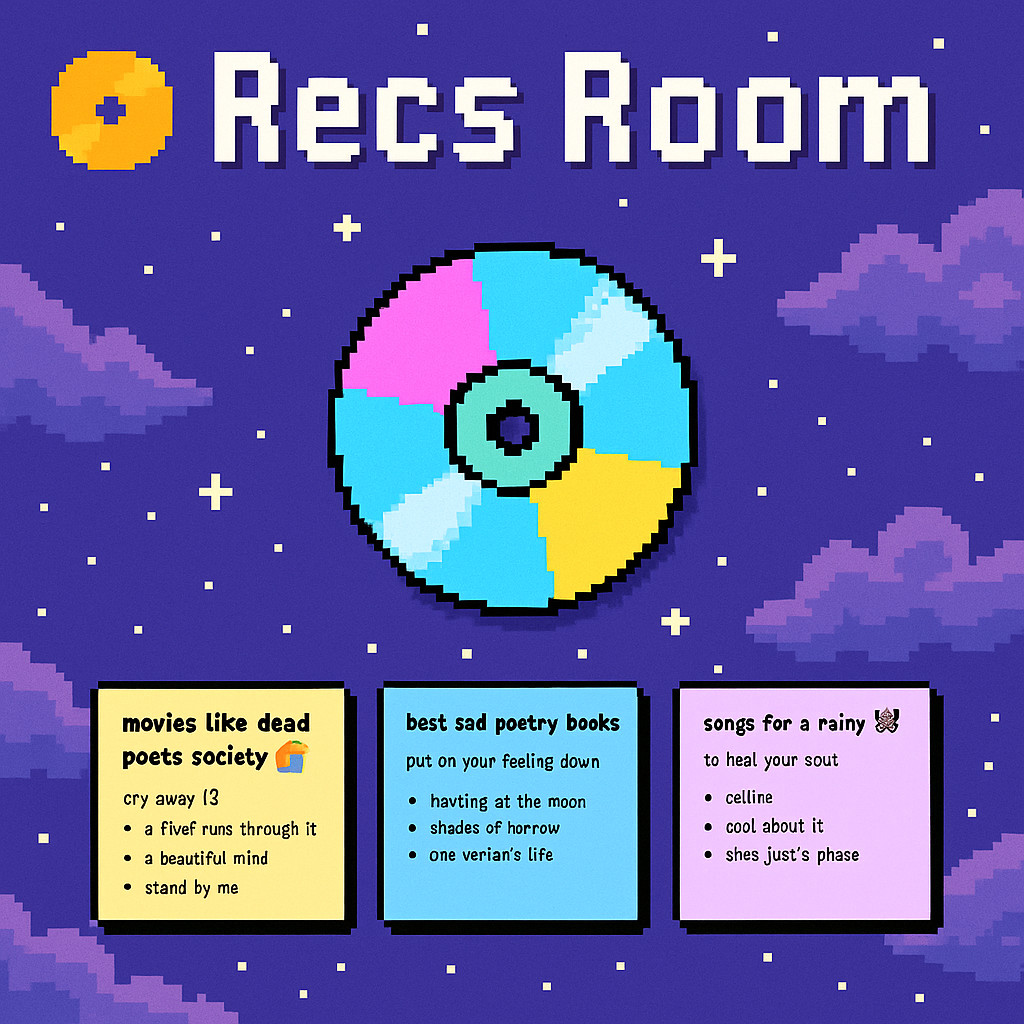 Recs Room
movies like dead
poets society
cry away (3
• a fivef runs through it
• a beautiful mind
• stand by me
best sad poetry books
put on your feeling down
• havting at the moon
• shades of horrow
• one verian's life
songs for a rainy
to heal your sout
• celline
• cool about it
• shes just's phase